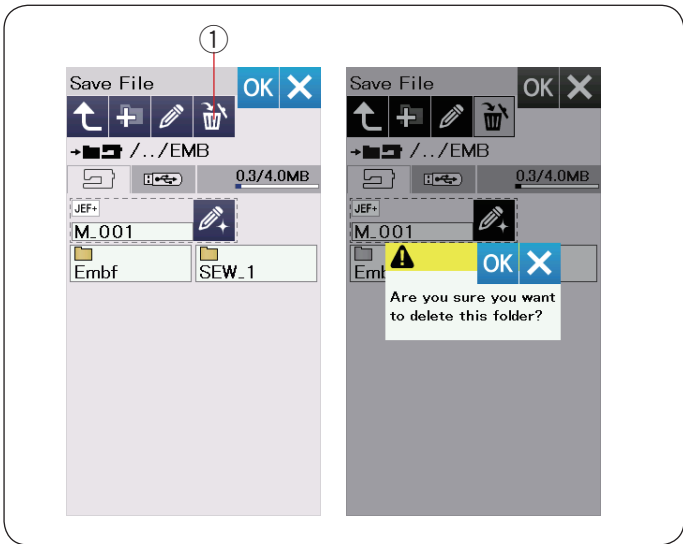 1
Save File
OK
→ /../EMB
0.3/4.0MB
JEF+
M_001
Embf
SEW_1
Save File
OK
→ /../EMB
0.3/4.0MB
JEF+
M_001
Emb
OK
Are you sure you want
to delete this folder?